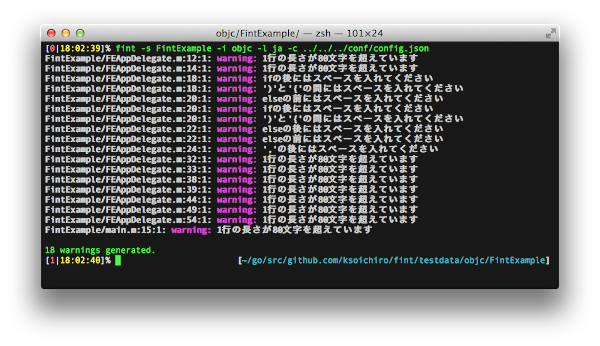 objc/FintExample/ — zsh — 101×24
[0|18:02:39]% fint -s FintExample -i objc -l ja -c ../../../conf/config.json
FintExample/FEAppDelegate.m:12:1: warning: 1行の長さが80文字を超えています
FintExample/FEAppDelegate.m:14:1: warning: 1行の長さが80文字を超えています
FintExample/FEAppDelegate.m:18:1: warning: ifの後にはスペースを入れてください
FintExample/FEAppDelegate.m:18:1: warning: ')'と'{'の間にはスペースを入れてください
FintExample/FEAppDelegate.m:20:1: warning: elseの前にはスペースを入れてください
FintExample/FEAppDelegate.m:20:1: warning: ifの後にはスペースを入れてください
FintExample/FEAppDelegate.m:20:1: warning: ')'と'{'の間にはスペースを入れてください
FintExample/FEAppDelegate.m:22:1: warning: elseの後にはスペースを入れてください
FintExample/FEAppDelegate.m:22:1: warning: elseの前にはスペースを入れてください
FintExample/FEAppDelegate.m:24:1: warning: ','の後にはスペースを入れてください
FintExample/FEAppDelegate.m:32:1: warning: 1行の長さが80文字を超えています
FintExample/FEAppDelegate.m:33:1: warning: 1行の長さが80文字を超えています
FintExample/FEAppDelegate.m:38:1: warning: 1行の長さが80文字を超えています
FintExample/FEAppDelegate.m:39:1: warning: 1行の長さが80文字を超えています
FintExample/FEAppDelegate.m:44:1: warning: 1行の長さが80文字を超えています
FintExample/FEAppDelegate.m:49:1: warning: 1行の長さが80文字を超えています
FintExample/FEAppDelegate.m:54:1: warning: 1行の長さが80文字を超えています
FintExample/main.m:15:1: warning: 1行の長さが80文字を超えています
18 warnings generated.
[1|18:02:40]% [~/go/src/github.com/ksoichiro/fint/testdata/objc/FintExample]